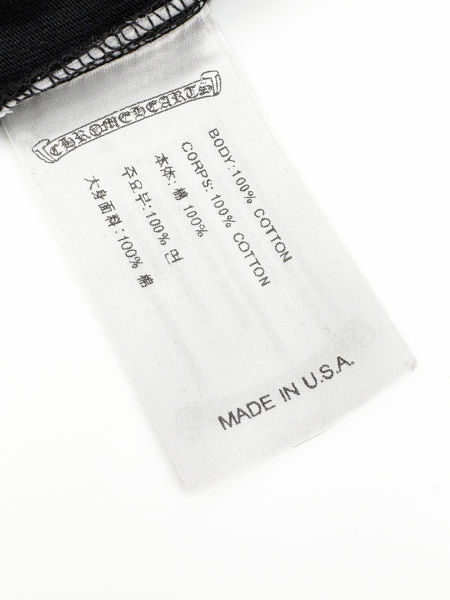 CHROME HEARTS
BODY: 100% COTTON
CORPS: 100% COTTON
本体: 棉 100%
주요부: 100% 면
大身面料: 100% 棉
MADE IN U.S.A.